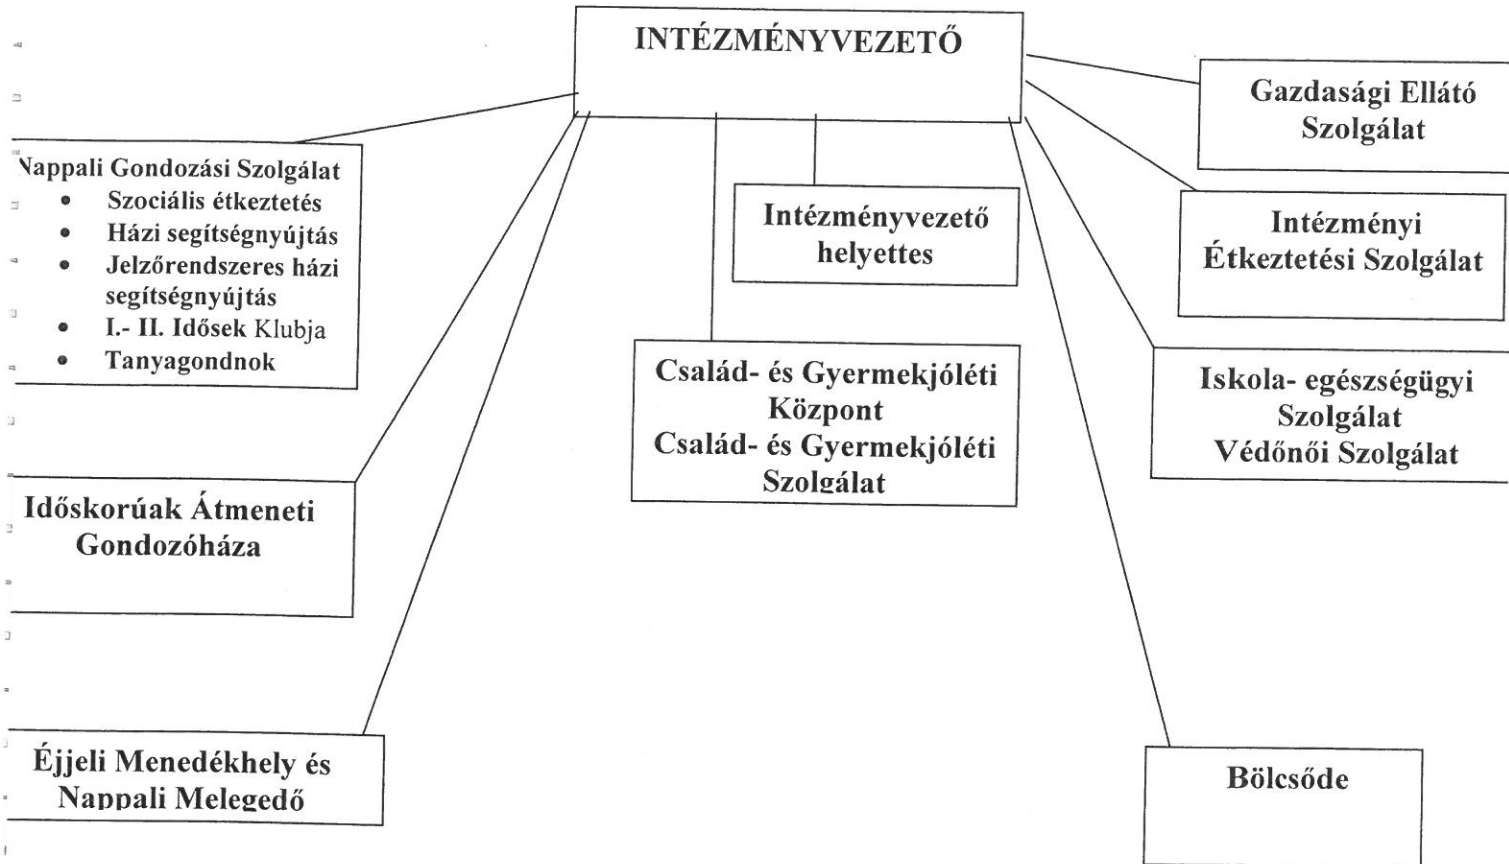 INTÉZMÉNYVEZETŐ
Gazdasági Ellátó
Szolgálat
Nappali Gondozási Szolgálat
• Szociális étkeztetés
• Házi segítségnyújtás
• Jelzőrendszeres házi
segítségnyújtás
• I.- II. Idősek Klubja
• Tanyagondnok
Intézményvezető
helyettes
Intézményi
Étkeztetési Szolgálat
Család- és Gyermekjóléti
Központ
Család- és Gyermekjóléti
Szolgálat
Iskola- egészségügyi
Szolgálat
Védőnői Szolgálat
Időskorúak Átmeneti
Gondozóháza
Éjjeli Menedékhely és
Nappali Melegedő
Bölcsőde